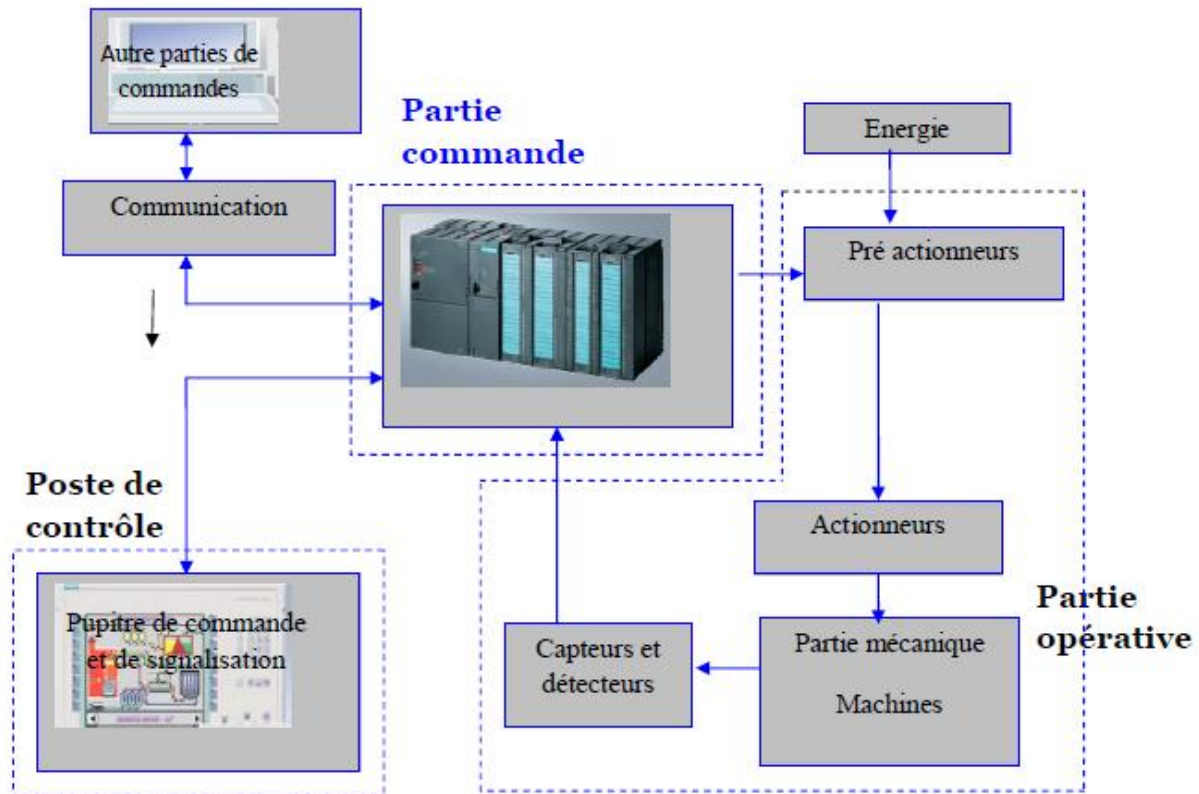 Autre parties de
commandes
Partie
commande
Energie
Communication
Pré actionneurs
Poste de
contrôle
Actionneurs
Pupitre de commande
et de signalisation
Capteurs et
détecteurs
Partie mécanique
Machines
Partie
opérative